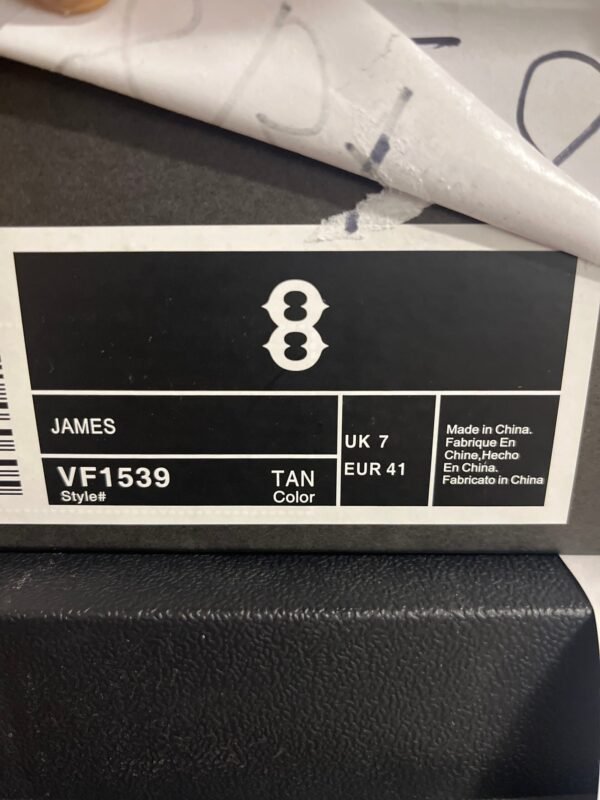 8
JAMES
VF1539
Style#
TAN
Color
UK 7
EUR 41
Made in China.
Fabrique En
Chine,Hecho
En China.
Fabricato in China